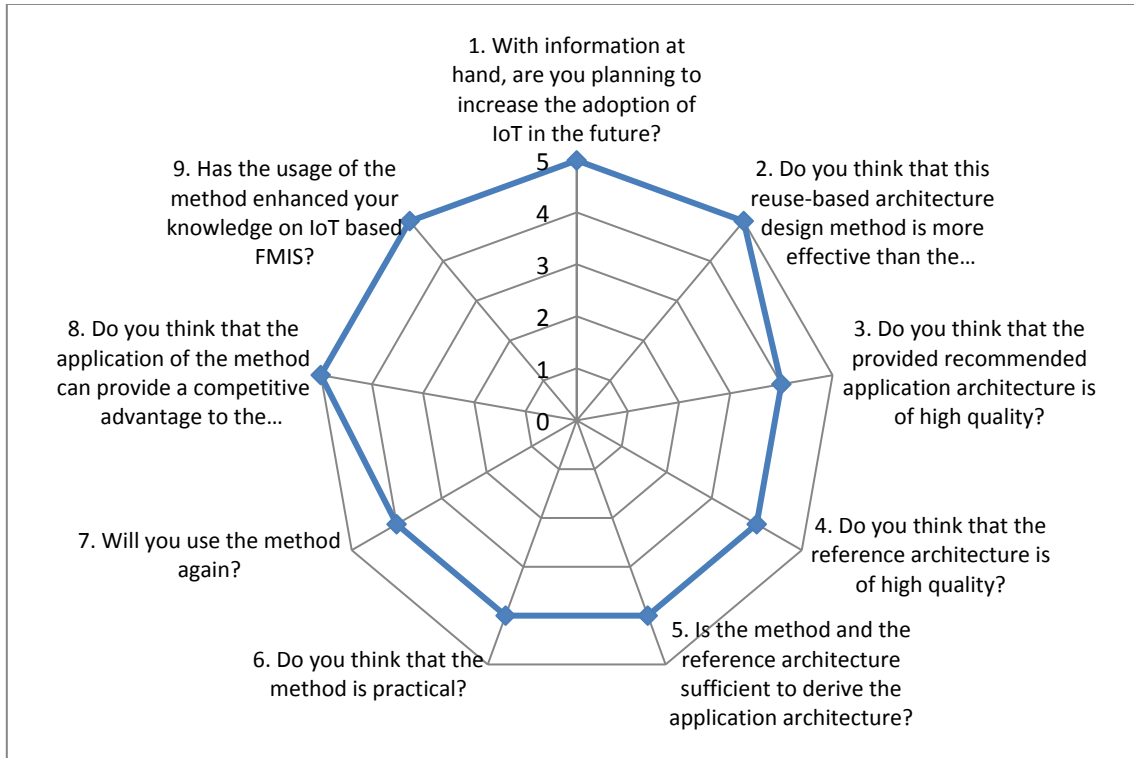 1. With information at
hand, are you planning to
increase the adoption of
IoT in the future?
2. Do you think that this
reuse-based architecture
design method is more
effective than the…
3. Do you think that the
provided recommended
application architecture is
of high quality?
4. Do you think that the
reference architecture is
of high quality?
5. Is the method and the
reference architecture
sufficient to derive the
application architecture?
6. Do you think that the
method is practical?
7. Will you use the method
again?
8. Do you think that the
application of the method
can provide a competitive
advantage to the…
9. Has the usage of the
method enhanced your
knowledge on IoT based
FMIS?
5
4
3
2
1
0